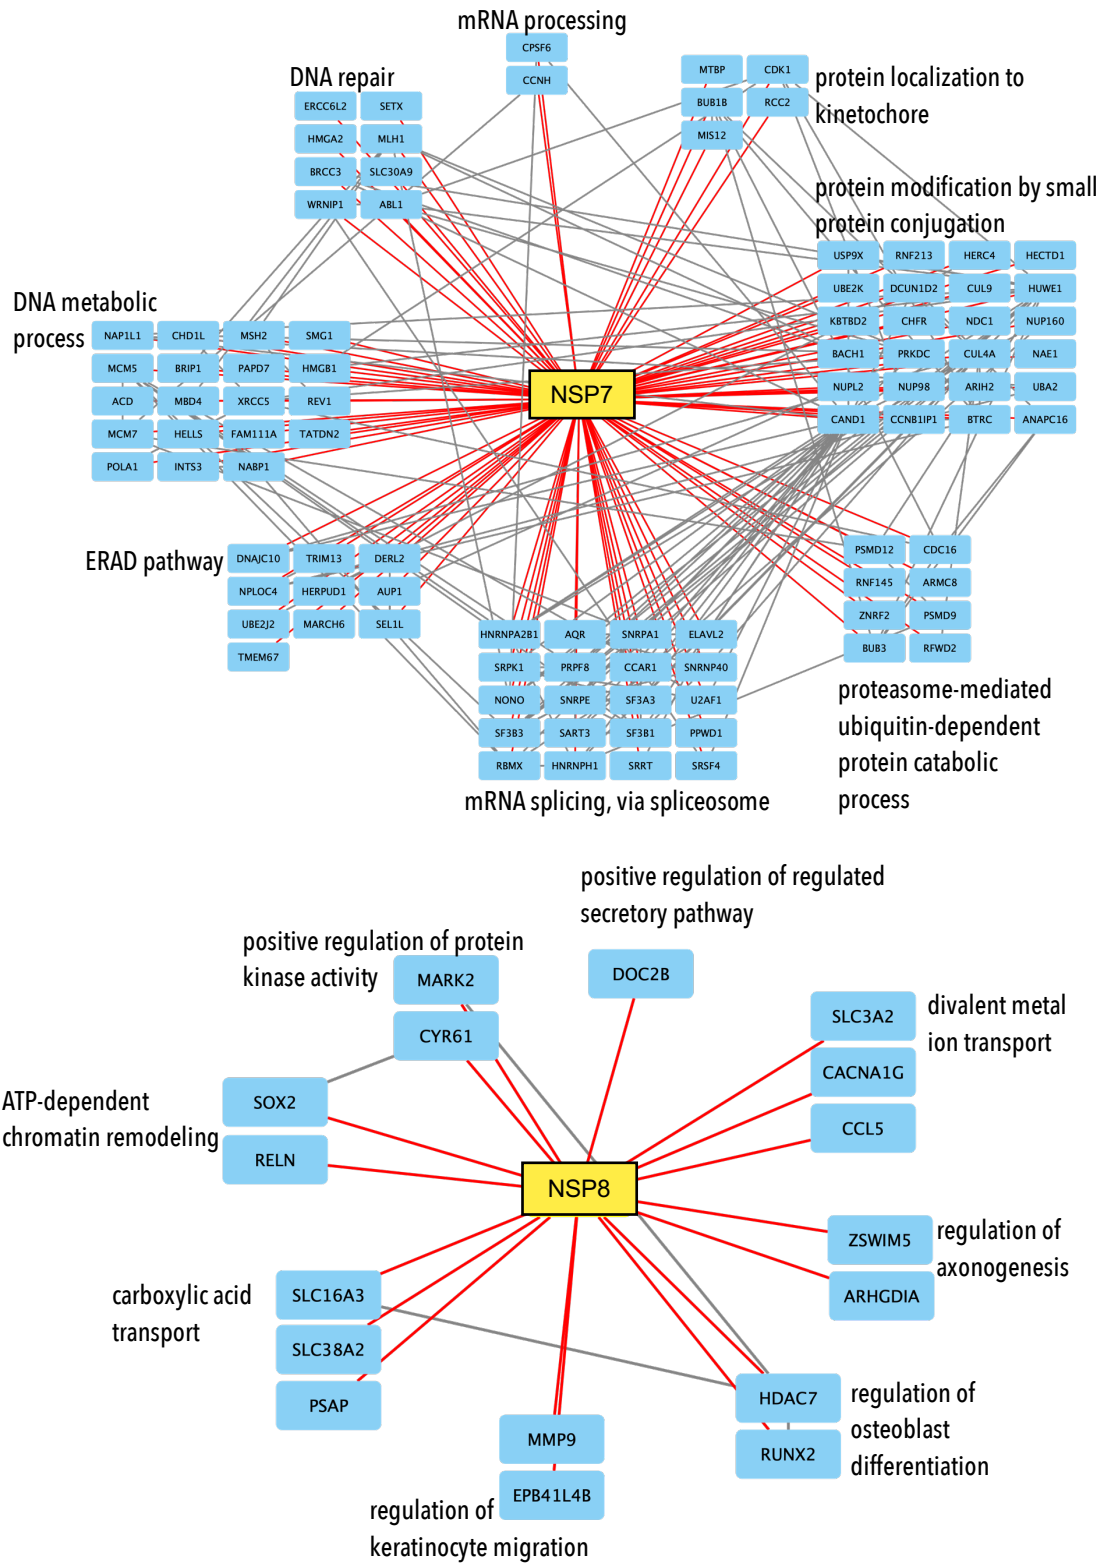 mRNA processing
CPSF6
CCNH
DNA repair
ERCC6L2 SETX
HMGA2 MLH1
BRCC3 SLC30A9
WRNIP1 ABL1
protein localization to
kinetochore
MTBP CDK1
BUB1B RCC2
MIS12
protein modification by small
protein conjugation
USP9X RNF213 HERC4 HECTD1
UBE2K DCUN1D2 CUL9 HUWE1
KBTBD2 CHFR NDC1 NUP160
BACH1 PRKDC CUL4A NAE1
NUPL2 NUP98 ARIH2 UBA2
CAND1 CCNB1IP1 BTRC ANAPC16
DNA metabolic
process
NAP1L1 CHD1L MSH2 SMG1
MCM5 BRIP1 PAPD7 HMGB1
ACD MBD4 XRCC5 REV1
MCM7 HELLS FAM111A TATDN2
POLA1 INTS3 NABP1
NSP7
ERAD pathway
DNAJC10 TRIM13 DERL2
NPLOC4 HERPUD1 AUP1
UBE2J2 MARCH6 SEL1L
TMEM67
HNRNPA2B1 AQR SNRPA1 ELAVL2
SRPK1 PRPF8 CCAR1 SNRNP40
NONO SNRPE SF3A3 U2AF1
SF3B3 SART3 SF3B1 PPWD1
RBMX HNRNPH1 SRRT SRSF4
mRNA splicing, via spliceosome
PSMD12 CDC16
RNF145 ARMC8
ZNRF2 PSMD9
BUB3 RFWD2
proteasome-mediated
ubiquitin-dependent
protein catabolic
process
positive regulation of regulated
secretory pathway
DOC2B
positive regulation of protein
kinase activity
MARK2
CYR61
divalent metal
ion transport
SLC3A2
CACNA1G
CCL5
ATP-dependent
chromatin remodeling
SOX2
RELN
NSP8
regulation of
axonogenesis
ZSWIM5
ARHGDIA
carboxylic acid
transport
SLC16A3
SLC38A2
PSAP
regulation of
osteoblast
differentiation
HDAC7
RUNX2
MMP9
EPB41L4B
regulation of
keratinocyte migration